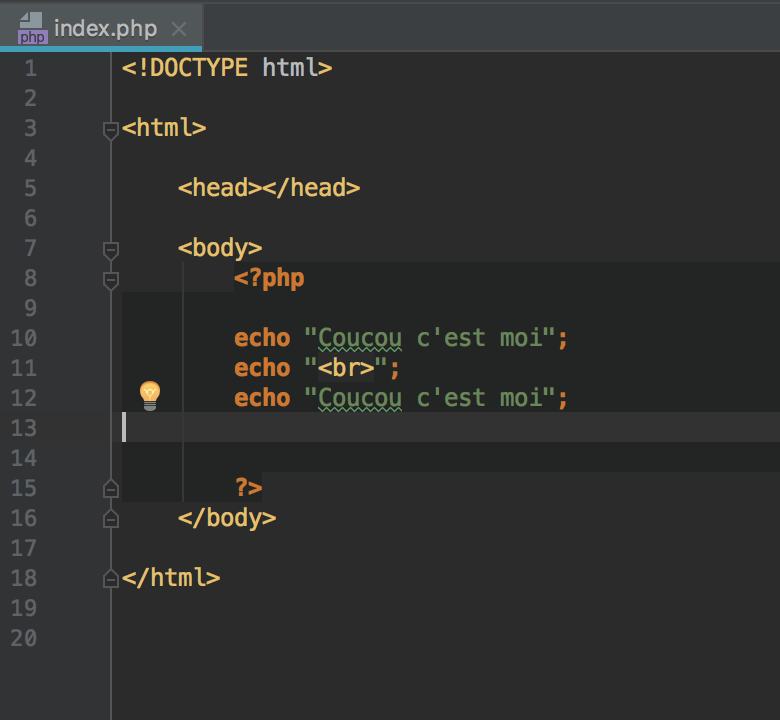 php index.php
1 <!DOCTYPE html>
2
3 <html>
4
5 <head></head>
6
7 <body>
8 <?php
9
10 echo "Coucou c'est moi";
11 echo "<br>";
12 echo "Coucou c'est moi";
13
14
15 ?>
16 </body>
17
18 </html>
19
20